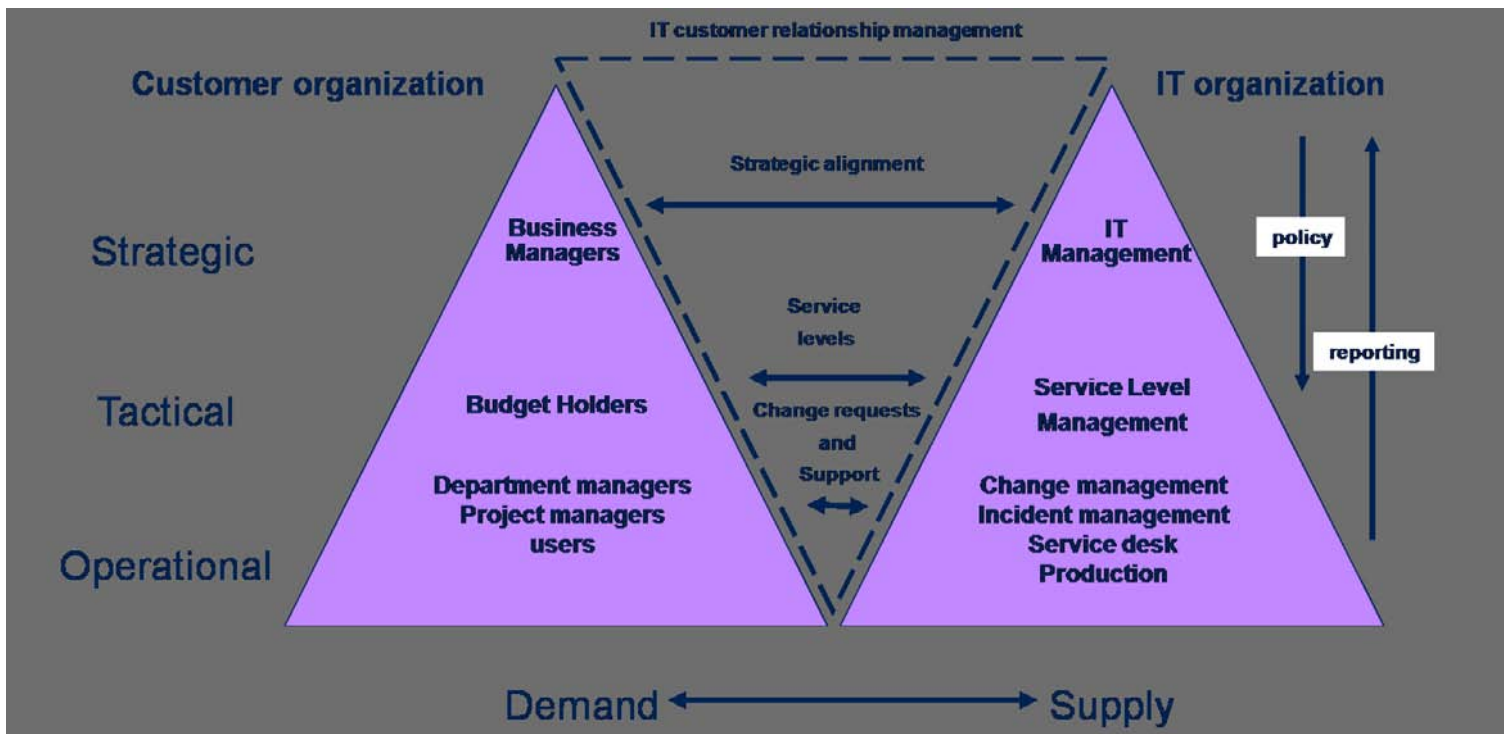 IT customer relationship management
Customer organization
IT organization
Strategic alignment
Strategic
Business
Managers
IT
Management
policy
Service
levels
reporting
Tactical
Budget Holders
Service Level
Management
Change requests
and
Support
Department managers
Project managers
users
Change management
Incident management
Service desk
Production
Operational
Demand
Supply